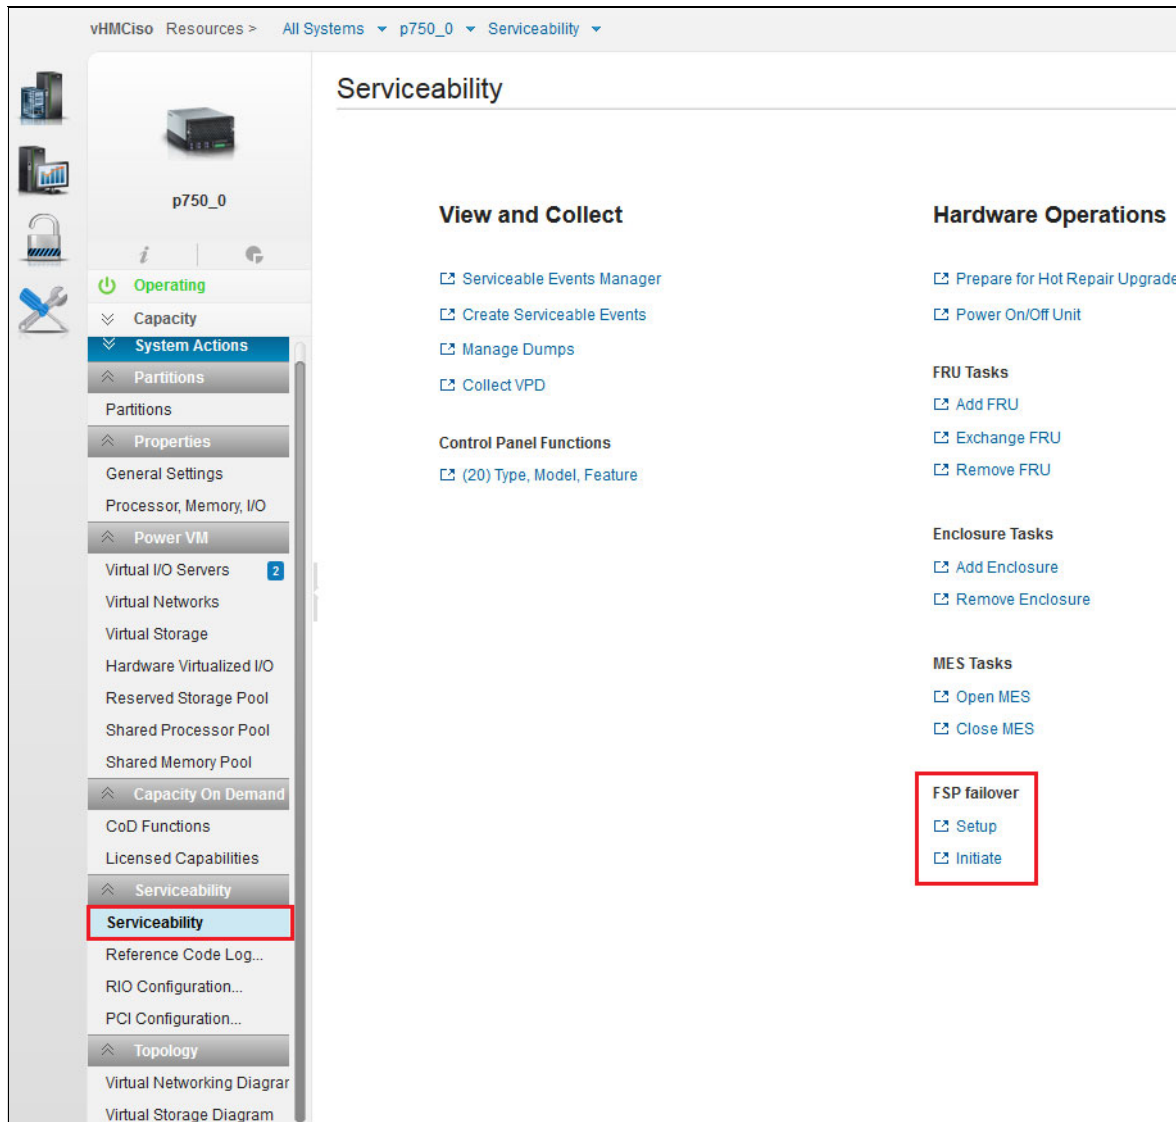 vHMCiso Resources > All Systems p750_0 Serviceability
p750_0
Operating
Capacity
System Actions
Partitions
Partitions
Properties
General Settings
Processor, Memory, I/O
Power VM
Virtual I/O Servers 2
Virtual Networks
Virtual Storage
Hardware Virtualized I/O
Reserved Storage Pool
Shared Processor Pool
Shared Memory Pool
Capacity On Demand
CoD Functions
Licensed Capabilities
Serviceability
Serviceability
Reference Code Log...
RIO Configuration...
PCI Configuration...
Topology
Virtual Networking Diagrar
Virtual Storage Diagram
Serviceability
View and Collect
Serviceable Events Manager
Create Serviceable Events
Manage Dumps
Collect VPD
Control Panel Functions
(20) Type, Model, Feature
Hardware Operations
Prepare for Hot Repair Upgrade
Power On/Off Unit
FRU Tasks
Add FRU
Exchange FRU
Remove FRU
Enclosure Tasks
Add Enclosure
Remove Enclosure
MES Tasks
Open MES
Close MES
FSP failover
Setup
Initiate